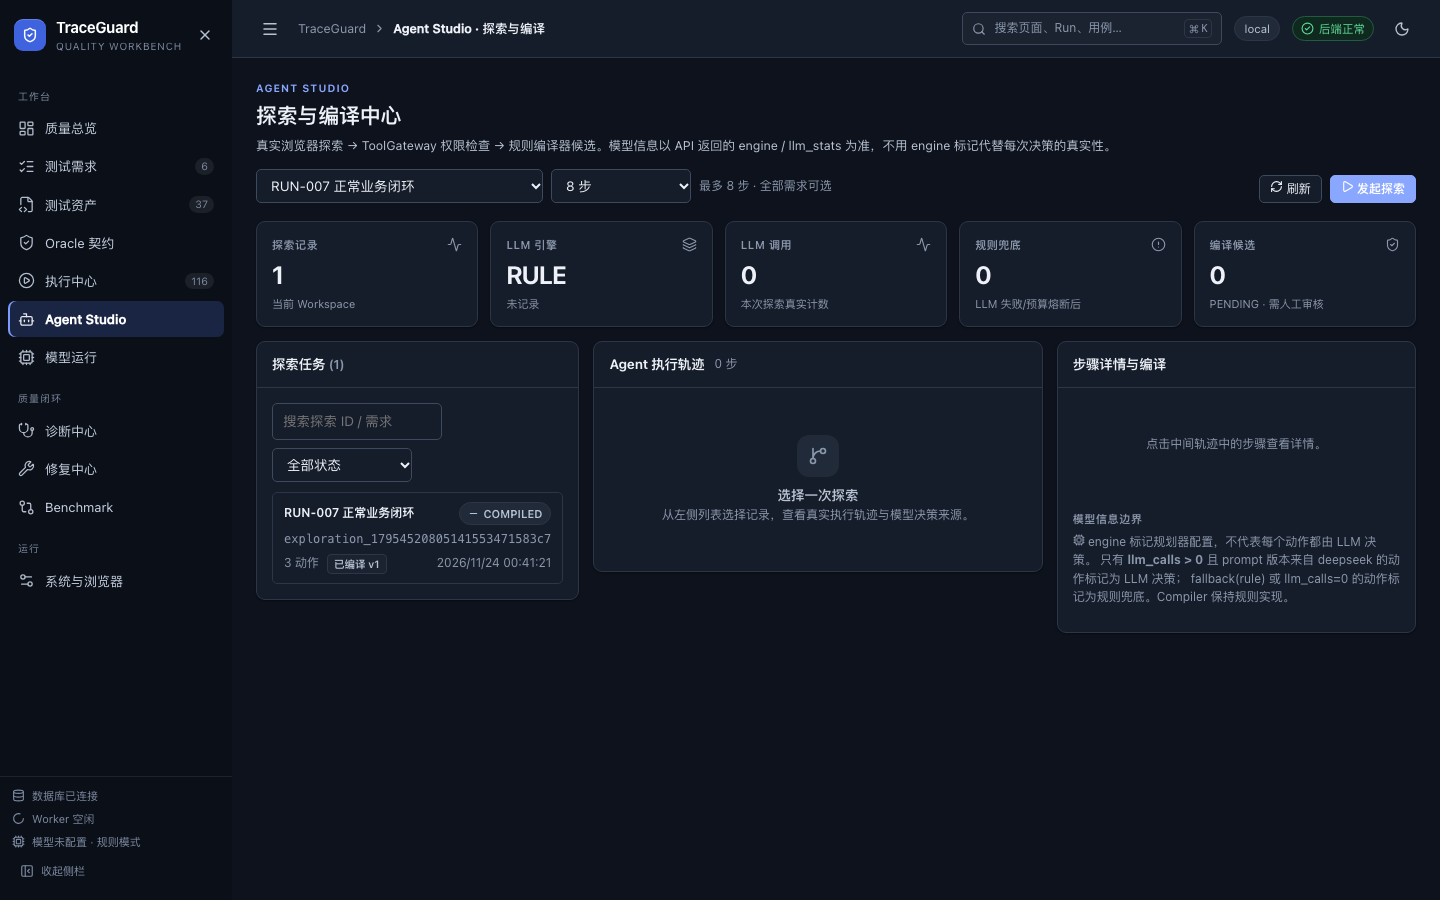 TraceGuard
QUALITY WORKBENCH
工作台
质量总览
测试需求 6
测试资产 37
Oracle 契约
执行中心 116
Agent Studio
模型运行
质量闭环
诊断中心
修复中心
Benchmark
运行
系统与浏览器
数据库已连接
Worker 空闲
模型未配置 · 规则模式
收起侧栏
TraceGuard > Agent Studio · 探索与编译
搜索页面、Run、用例... ⌘ K
local
后端正常
AGENT STUDIO
探索与编译中心
真实浏览器探索 → ToolGateway 权限检查 → 规则编译器候选。模型信息以 API 返回的 engine / llm_stats 为准，不用 engine 标记代替每次决策的真实性。
RUN-007 正常业务闭环
8 步
最多 8 步 · 全部需求可选
刷新
发起探索
探索记录
1
当前 Workspace
LLM 引擎
RULE
未记录
LLM 调用
0
本次探索真实计数
规则兜底
0
LLM 失败/预算熔断后
编译候选
0
PENDING · 需人工审核
探索任务 (1)
搜索探索 ID / 需求
全部状态
RUN-007 正常业务闭环
— COMPILED
exploration_17954520805141553471583c7
3 动作 已编译 v1 2026/11/24 00:41:21
Agent 执行轨迹 0 步
选择一次探索
从左侧列表选择记录，查看真实执行轨迹与模型决策来源。
步骤详情与编译
点击中间轨迹中的步骤查看详情。
模型信息边界
engine 标记规划器配置，不代表每个动作都由 LLM 决
策。 只有 llm_calls > 0 且 prompt 版本来自 deepseek 的动
作标记为 LLM 决策； fallback(rule) 或 llm_calls=0 的动作标
记为规则兜底。Compiler 保持规则实现。